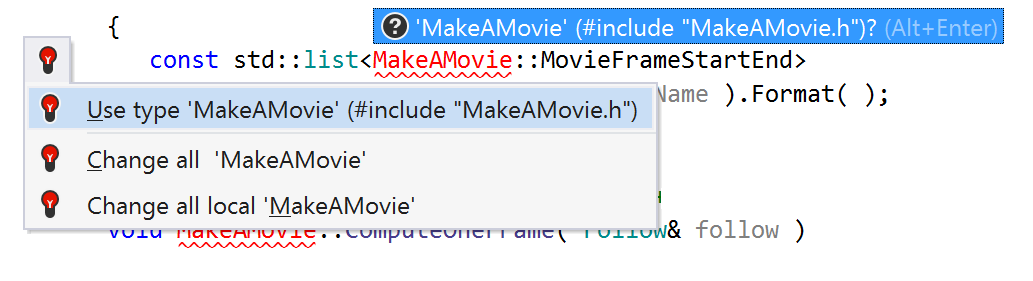 {
'MakeAMovie' (#include "MakeAMovie.h")? (Alt+Enter)
const std::list<MakeAMovie::MovieFrameStartEnd>
Use type 'MakeAMovie' (#include "MakeAMovie.h")
Name ).Format( );
Change all 'MakeAMovie'
Change all local 'MakeAMovie'
void MakeAMovie::ComputeOneFrame( Follow& follow )